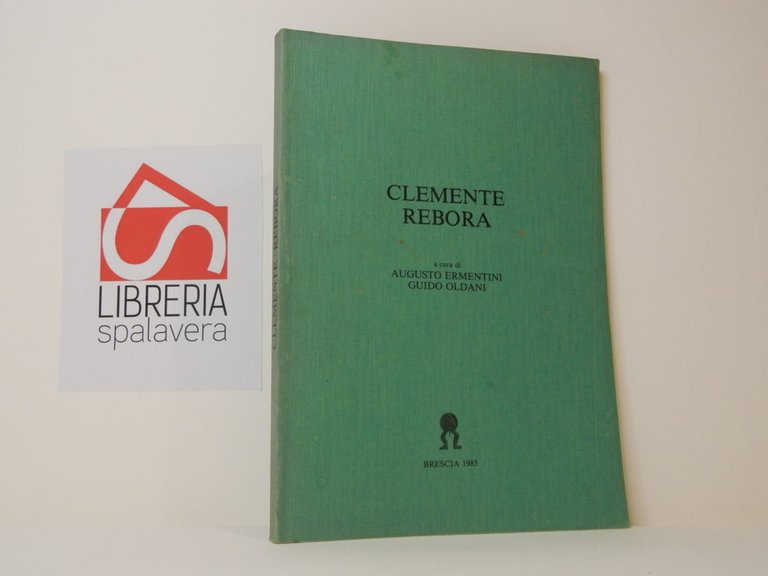 LIBRERIA
spalavera
CLEMENTE REBORA
CLEMENTE
REBORA
a cura di
AUGUSTO ERMENTINI
GUIDO OLDANI
BRESCIA 1985